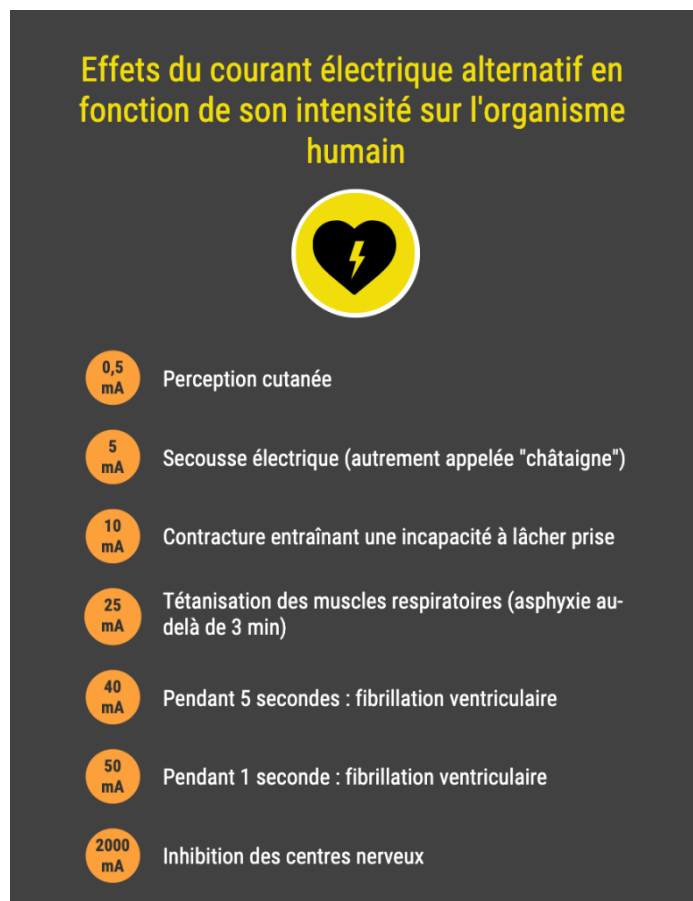 Effets du courant électrique alternatif en
fonction de son intensité sur l'organisme
humain
0,5
mA
Perception cutanée
5
mA
Secousse électrique (autrement appelée "châtaigne")
10
mA
Contracture entraînant une incapacité à lâcher prise
25
mA
Tétanisation des muscles respiratoires (asphyxie au-
delà de 3 min)
40
mA
Pendant 5 secondes : fibrillation ventriculaire
50
mA
Pendant 1 seconde : fibrillation ventriculaire
2000
mA
Inhibition des centres nerveux